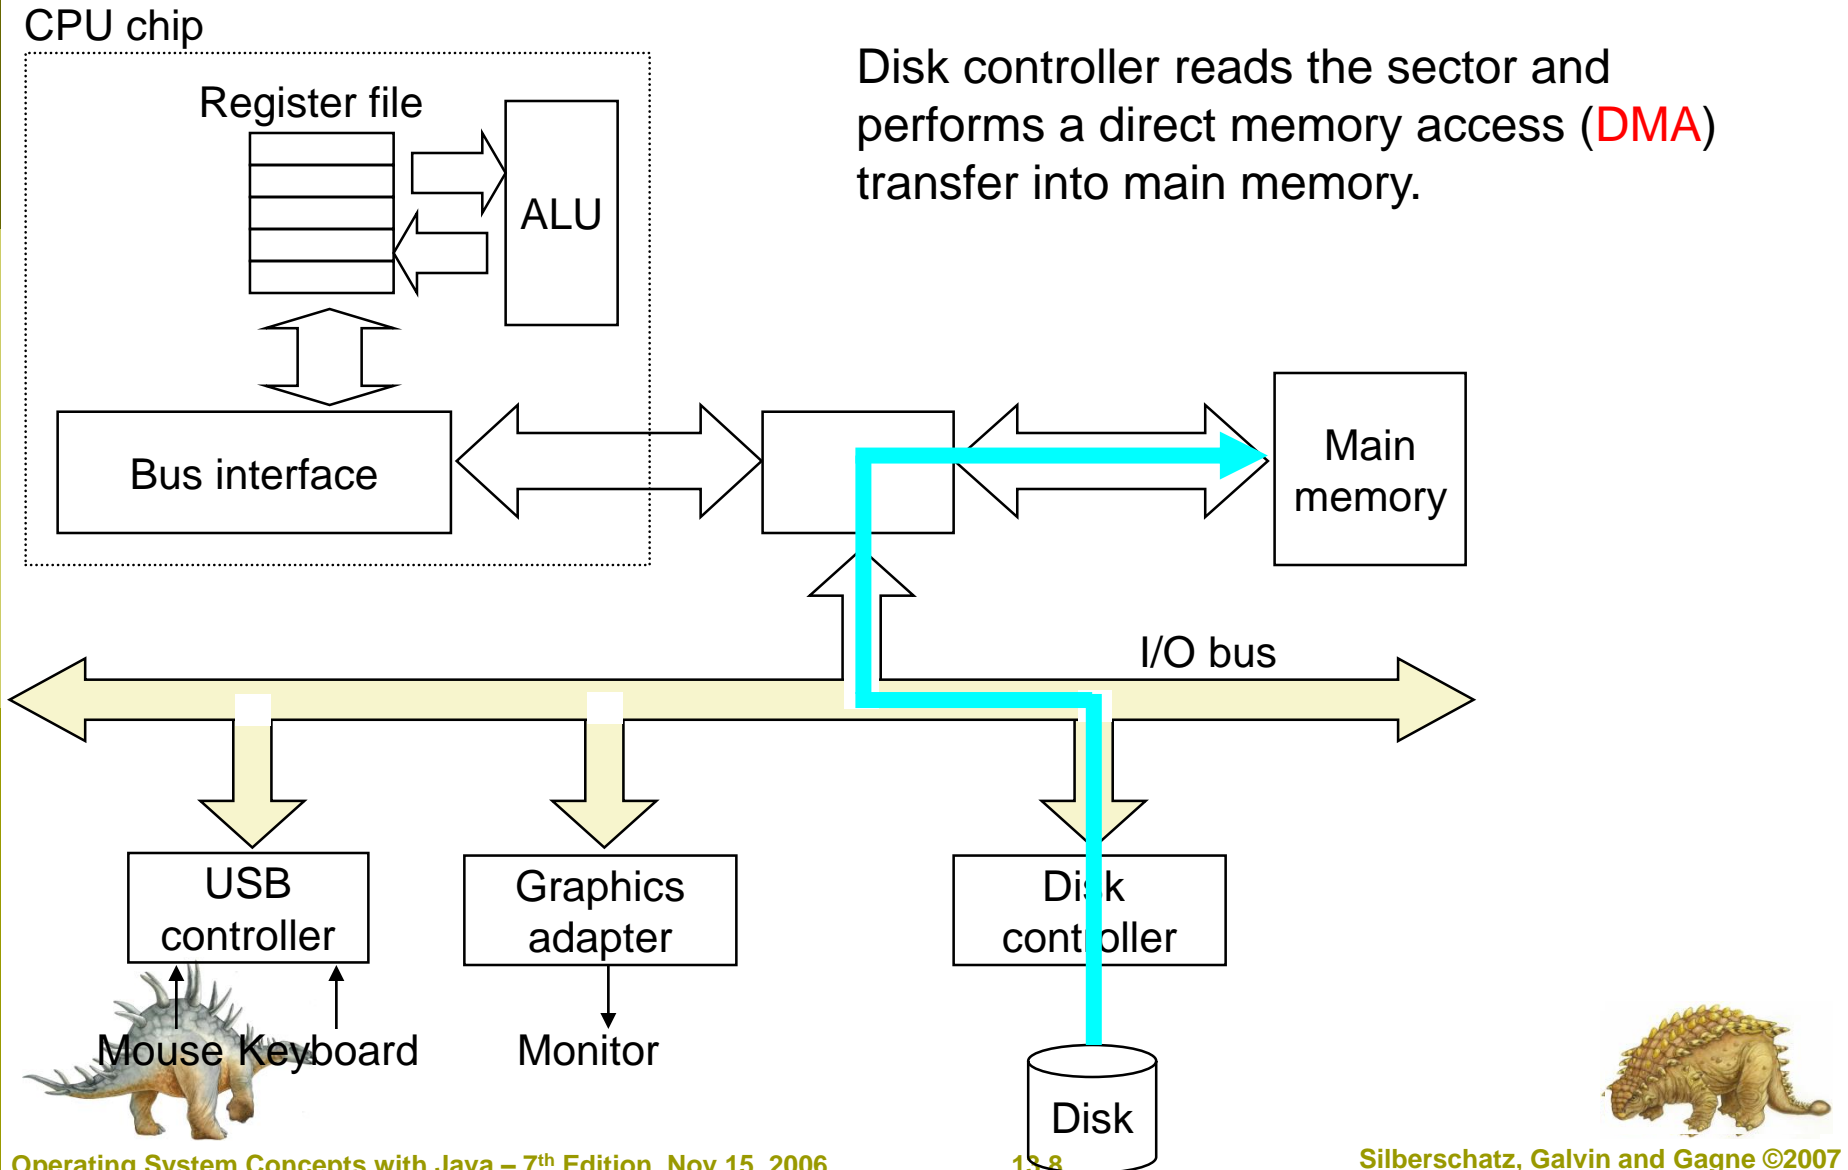 CPU chip
Disk controller reads the sector and
performs a direct memory access (DMA)
transfer into main memory.
Register file
ALU
Bus interface
Main
memory
I/O bus
USB
controller
Graphics
adapter
Disk
controller
Mouse Keyboard
Monitor
Disk
Operating System Concepts with Java – 7th Edition, Nov 15, 2006
13.8
Silberschatz, Galvin and Gagne ©2007